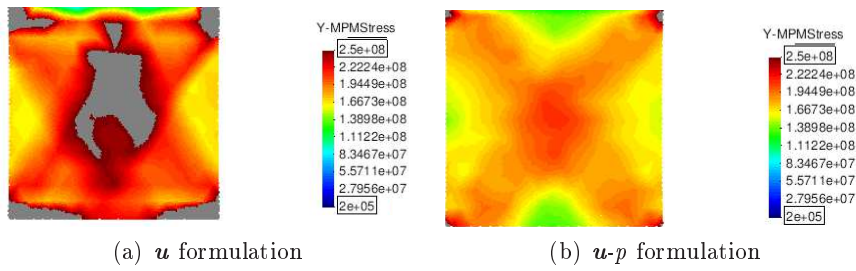 Y-MPMStress
2.5e+08
2.2224e+08
1.9449e+08
1.6673e+08
1.3898e+08
1.1122e+08
8.3467e+07
5.5711e+07
2.7956e+07
2e+05
(a) u formulation
Y-MPMStress
2.5e+08
2.2224e+08
1.9449e+08
1.6673e+08
1.3898e+08
1.1122e+08
8.3467e+07
5.5711e+07
2.7956e+07
2e+05
(b) u-p formulation